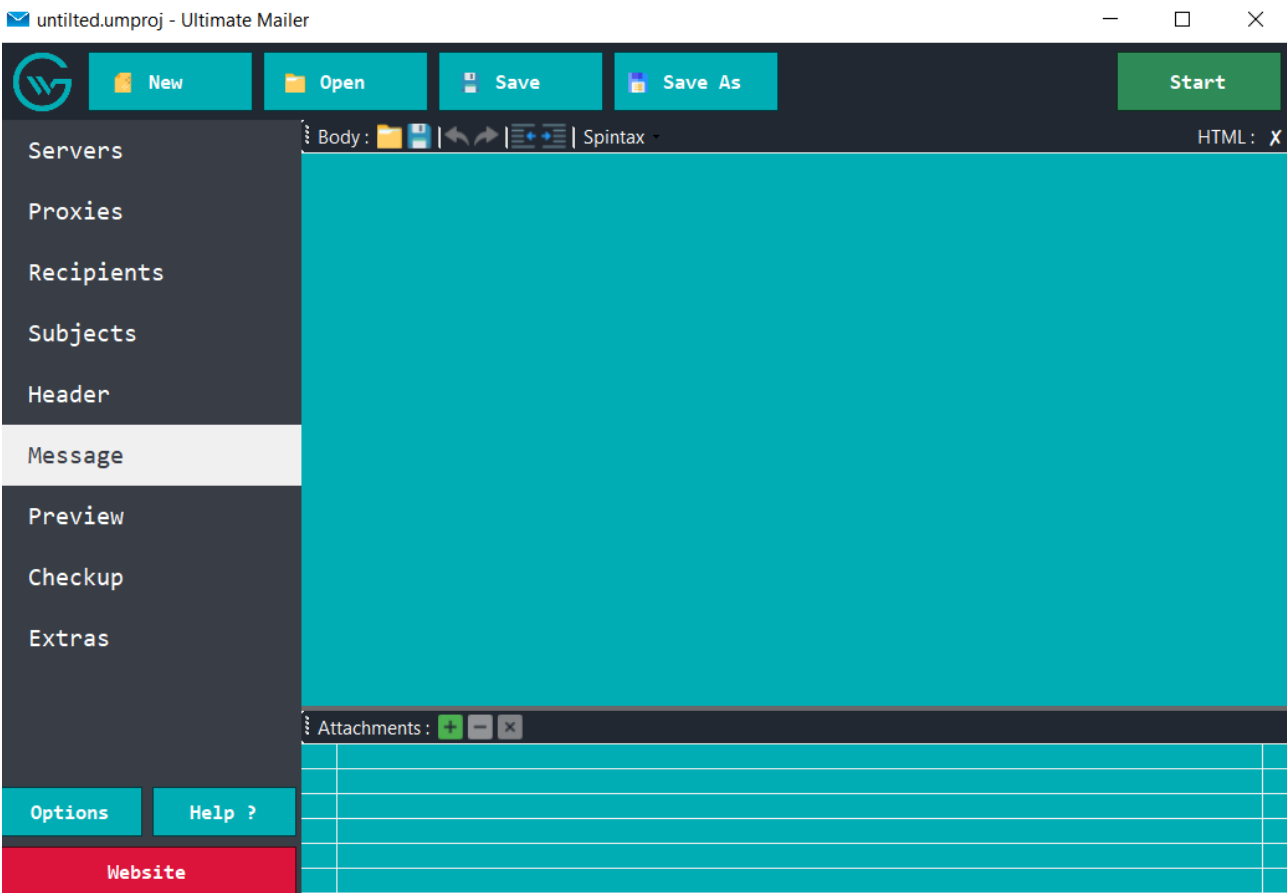 untilted.umproj - Ultimate Mailer
New Open Save Save As Start
Servers
Proxies
Recipients
Subjects
Header
Message
Preview
Checkup
Extras
Options Help ?
Website
Body : Spintax HTML : ✗
Attachments :